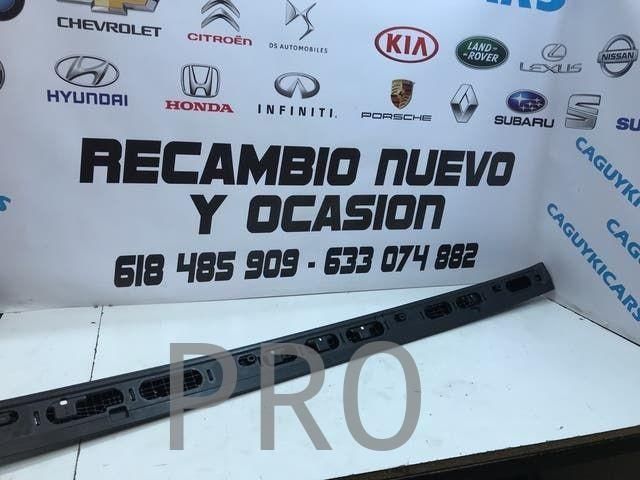 CHEVROLET
CITROËN
DS AUTOMOBILES
KIA
LAND-
ROVER
LEXUS
NISSAN
HYUNDAI
HONDA
INFINITI
PORSCHE
SUBARU
RECAMBIO NUEVO
Y OCASION
618 485 909 - 633 074 882
CAGUYKICARS
CAGUYKICARS
PRO